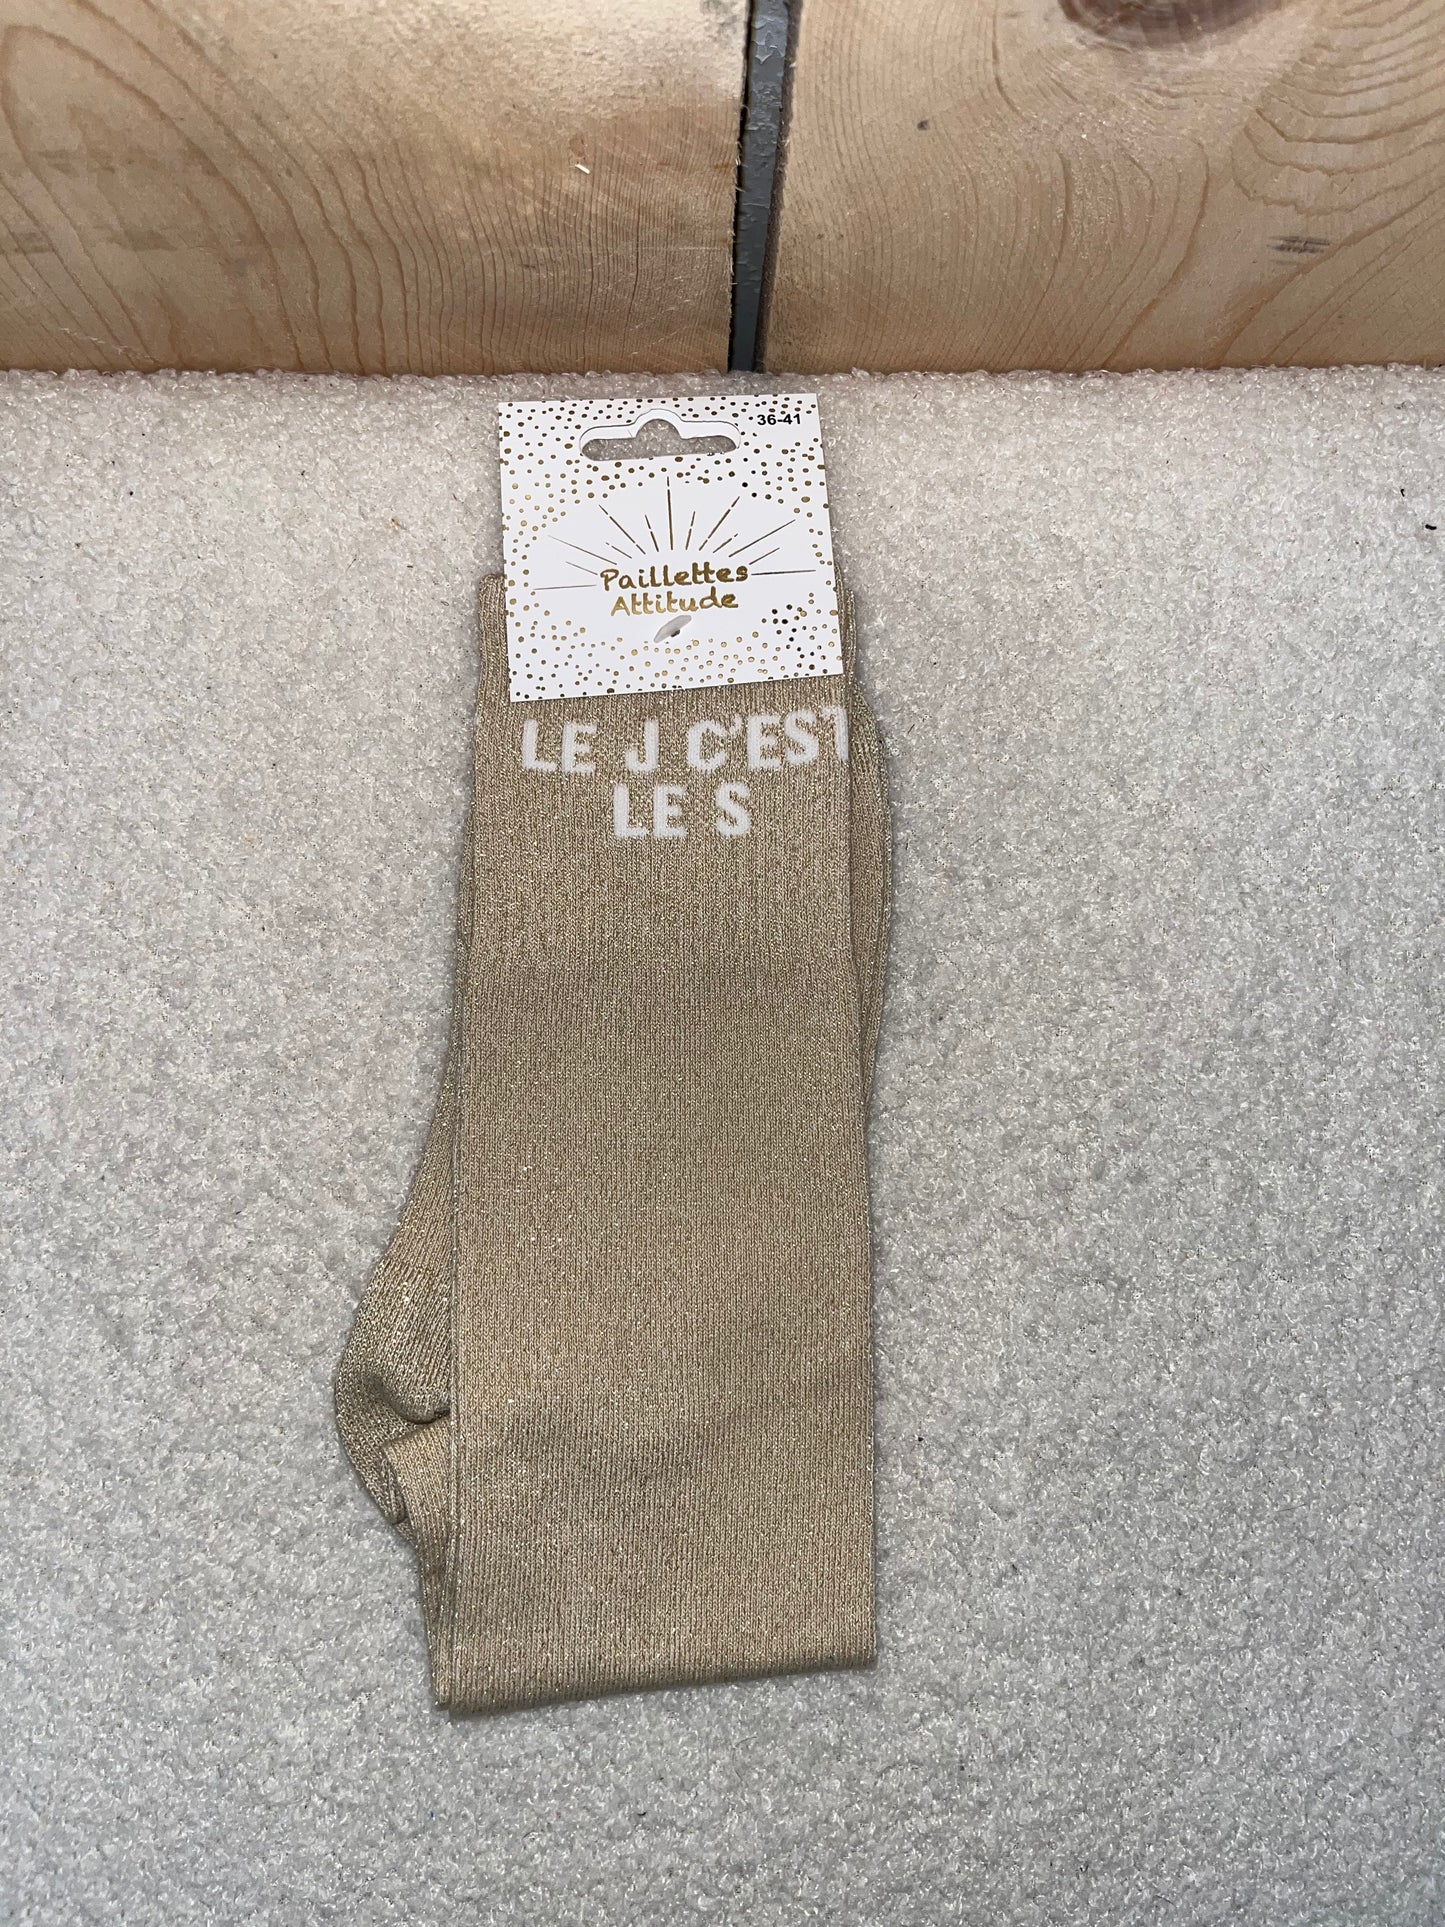 36-41
Paillettes
Attitude
LE J C'EST
LE S